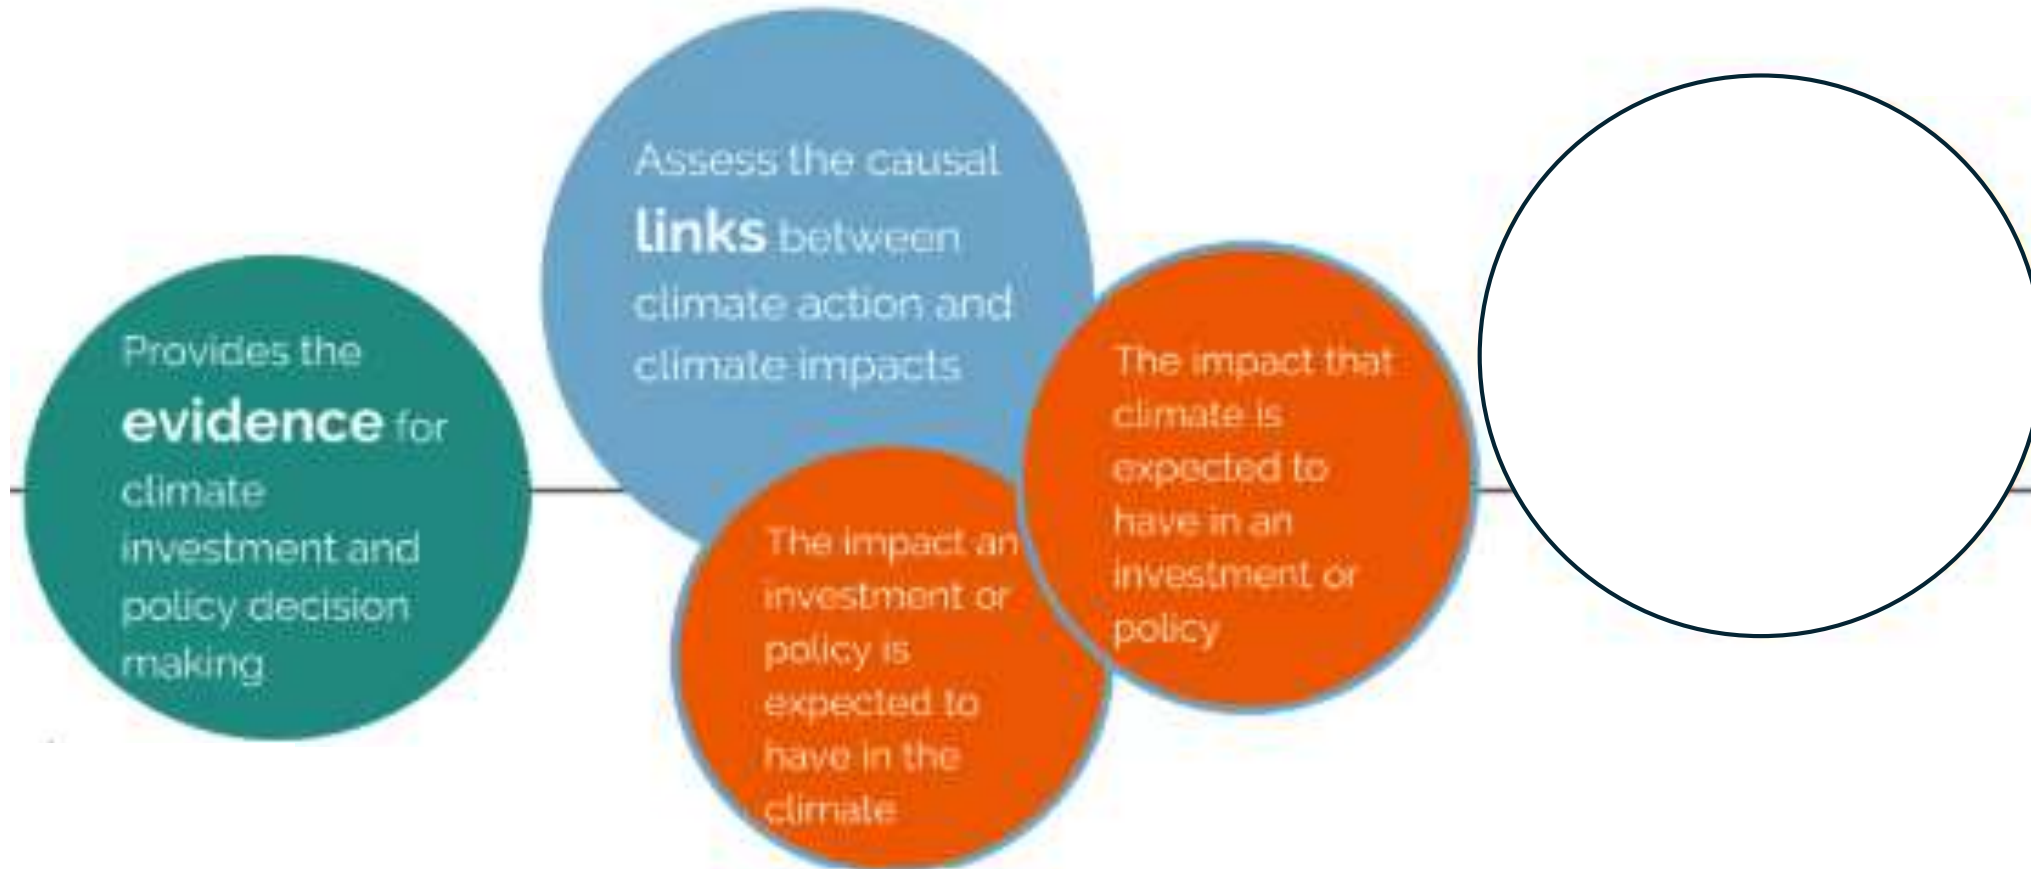 Provides the
evidence for
climate
investment and
policy decision
making
Assess the causal
links between
climate action and
climate impacts
The impact an
investment or
policy is
expected to
have in the
climate
The impact that
climate is
expected to
have in an
investment or
policy